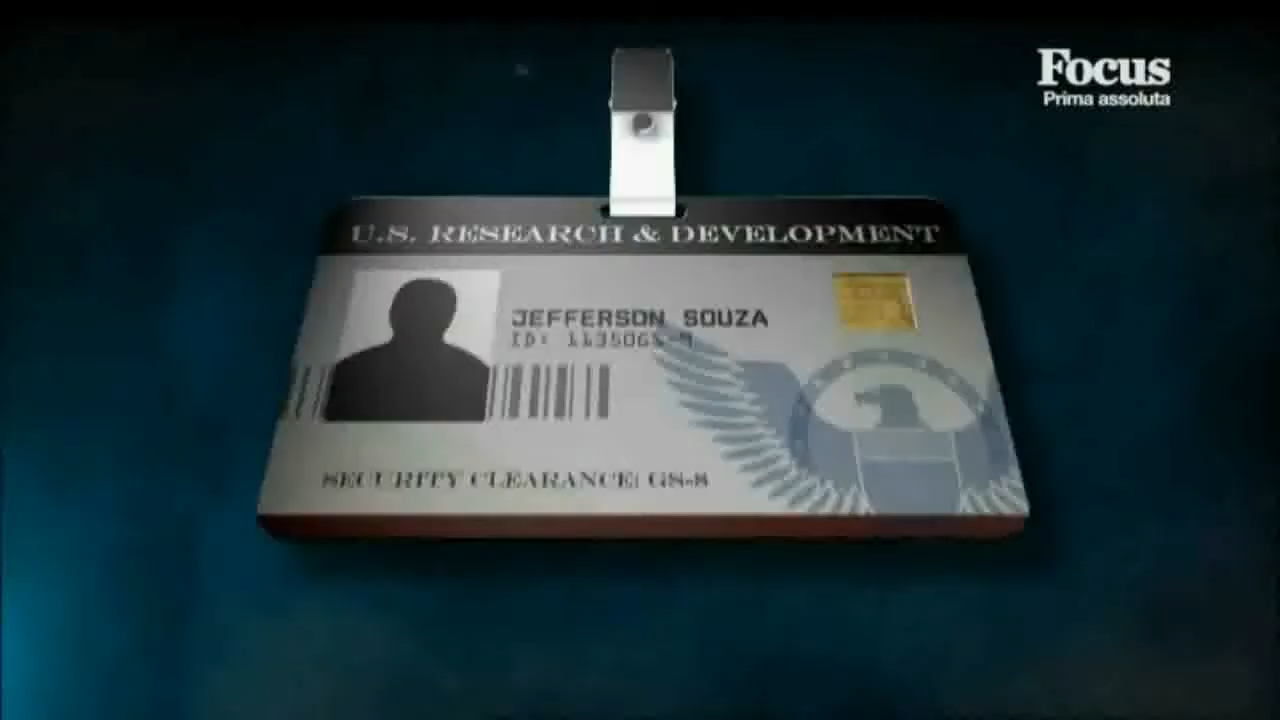 Focus
Prima assoluta
U.S. RESEARCH & DEVELOPMENT
JEFFERSON SOUZA
ID:
SECURITY CLEARANCE: GS-8